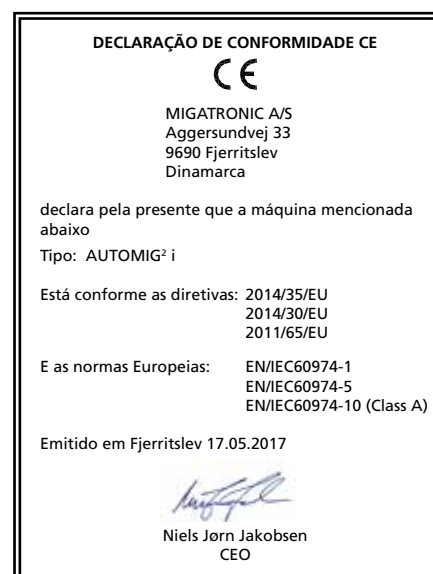 DECLARAÇÃO DE CONFORMIDADE CE
CE
MIGATRONIC A/S
Aggersundvej 33
9690 Fjerritslev
Dinamarca
declara pela presente que a máquina mencionada
abaixo
Tipo: AUTOMIG² i
Está conforme as diretivas: 2014/35/EU
2014/30/EU
2011/65/EU
E as normas Europeias: EN/IEC60974-1
EN/IEC60974-5
EN/IEC60974-10 (Class A)
Emitido em Fjerritslev 17.05.2017
Niels Jørn Jakobsen
CEO